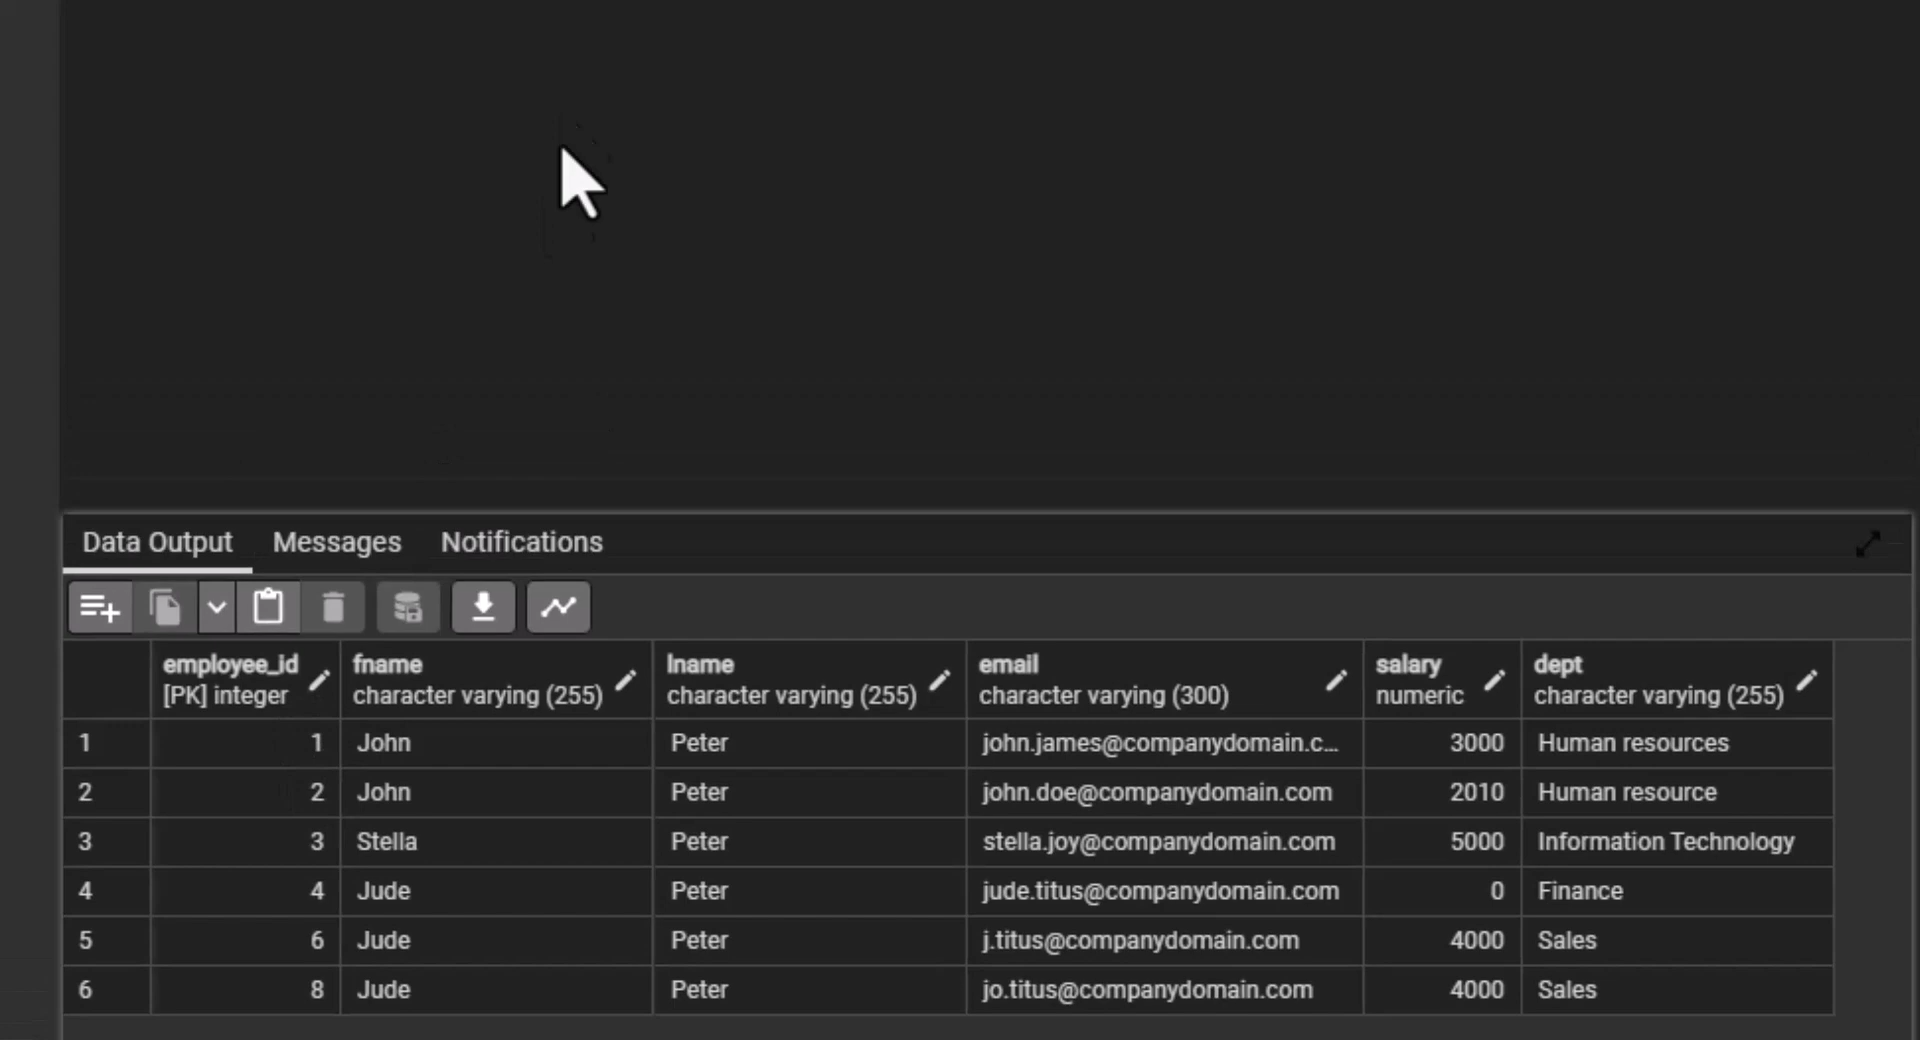 Data Output Messages Notifications
employee_id fname lname email salary dept
[PK] integer character varying (255) character varying (255) character varying (300) numeric character varying (255)
1 1 John Peter john.james@companydomain.c... 3000 Human resources
2 2 John Peter john.doe@companydomain.com 2010 Human resource
3 3 Stella Peter stella.joy@companydomain.com 5000 Information Technology
4 4 Jude Peter jude.titus@companydomain.com 0 Finance
5 6 Jude Peter j.titus@companydomain.com 4000 Sales
6 8 Jude Peter jo.titus@companydomain.com 4000 Sales